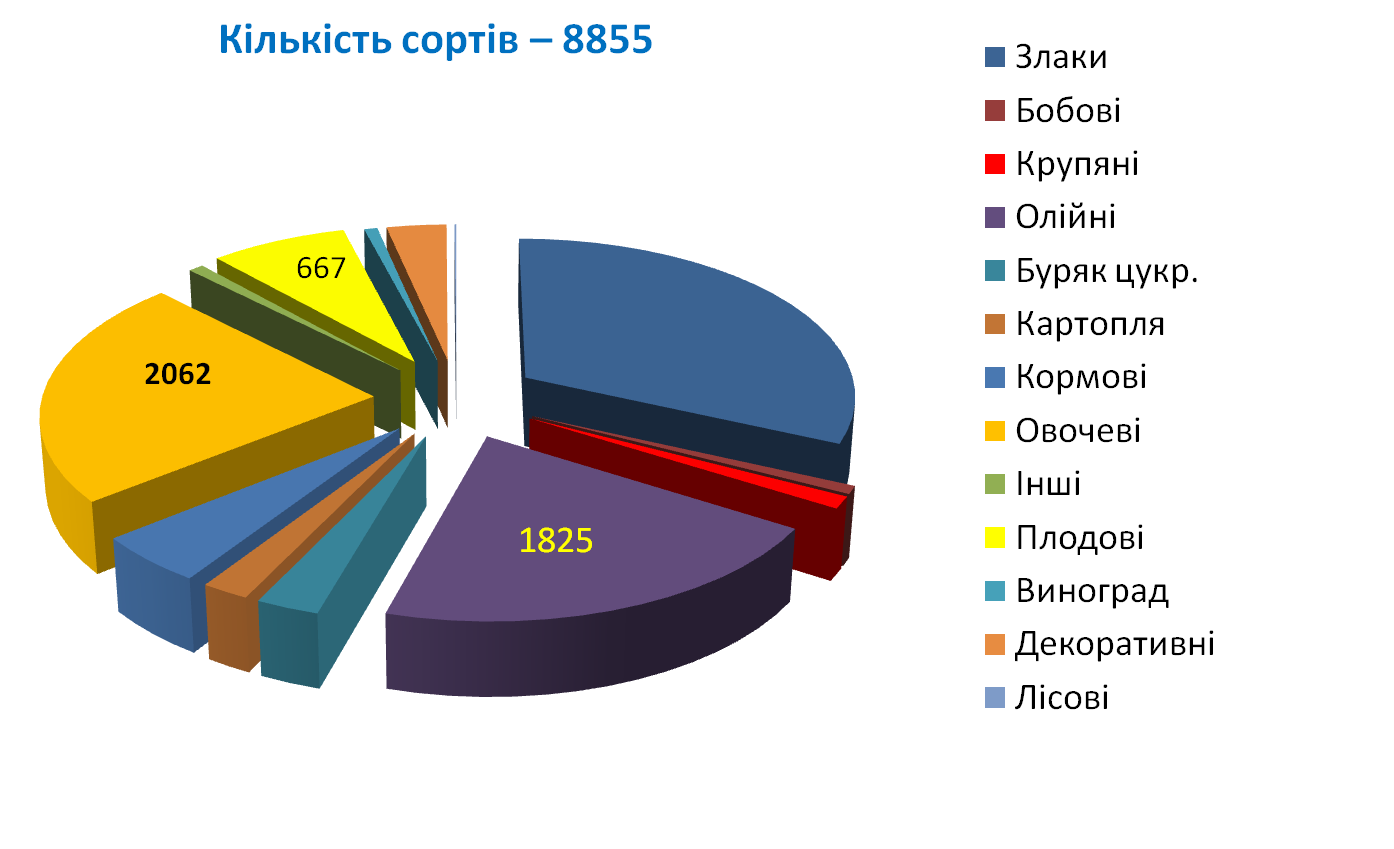 Кількість сортів – 8855
667
2062
1825
Злаки
Бобові
Крупяні
Олійні
Буряк цукр.
Картопля
Кормові
Овочеві
Інші
Плодові
Виноград
Декоративні
Лісові